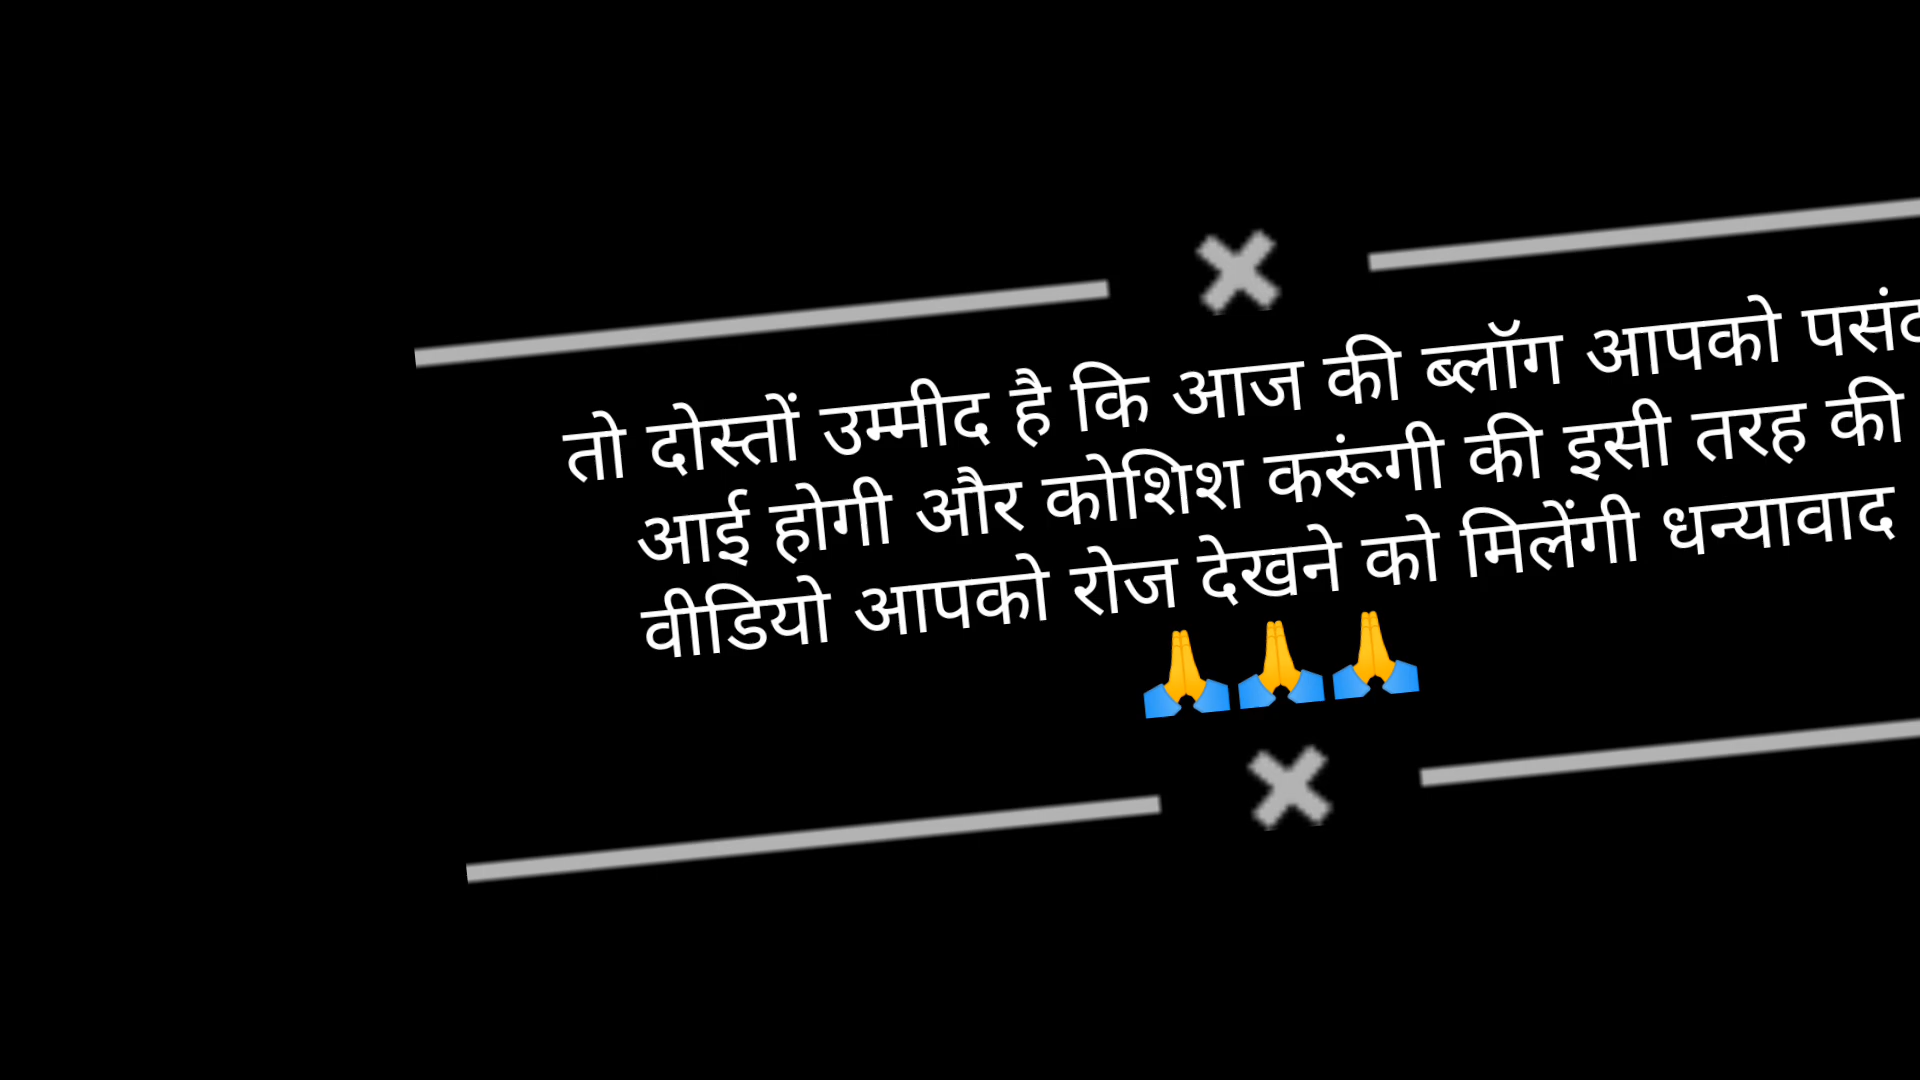 तो दोस्तों उम्मीद है कि आज की ब्लॉग आपको पसंद
आई होगी और कोशिश करूंगी की इसी तरह की
वीडियो आपको रोज देखने को मिलेंगी धन्यावाद
🙏🙏🙏